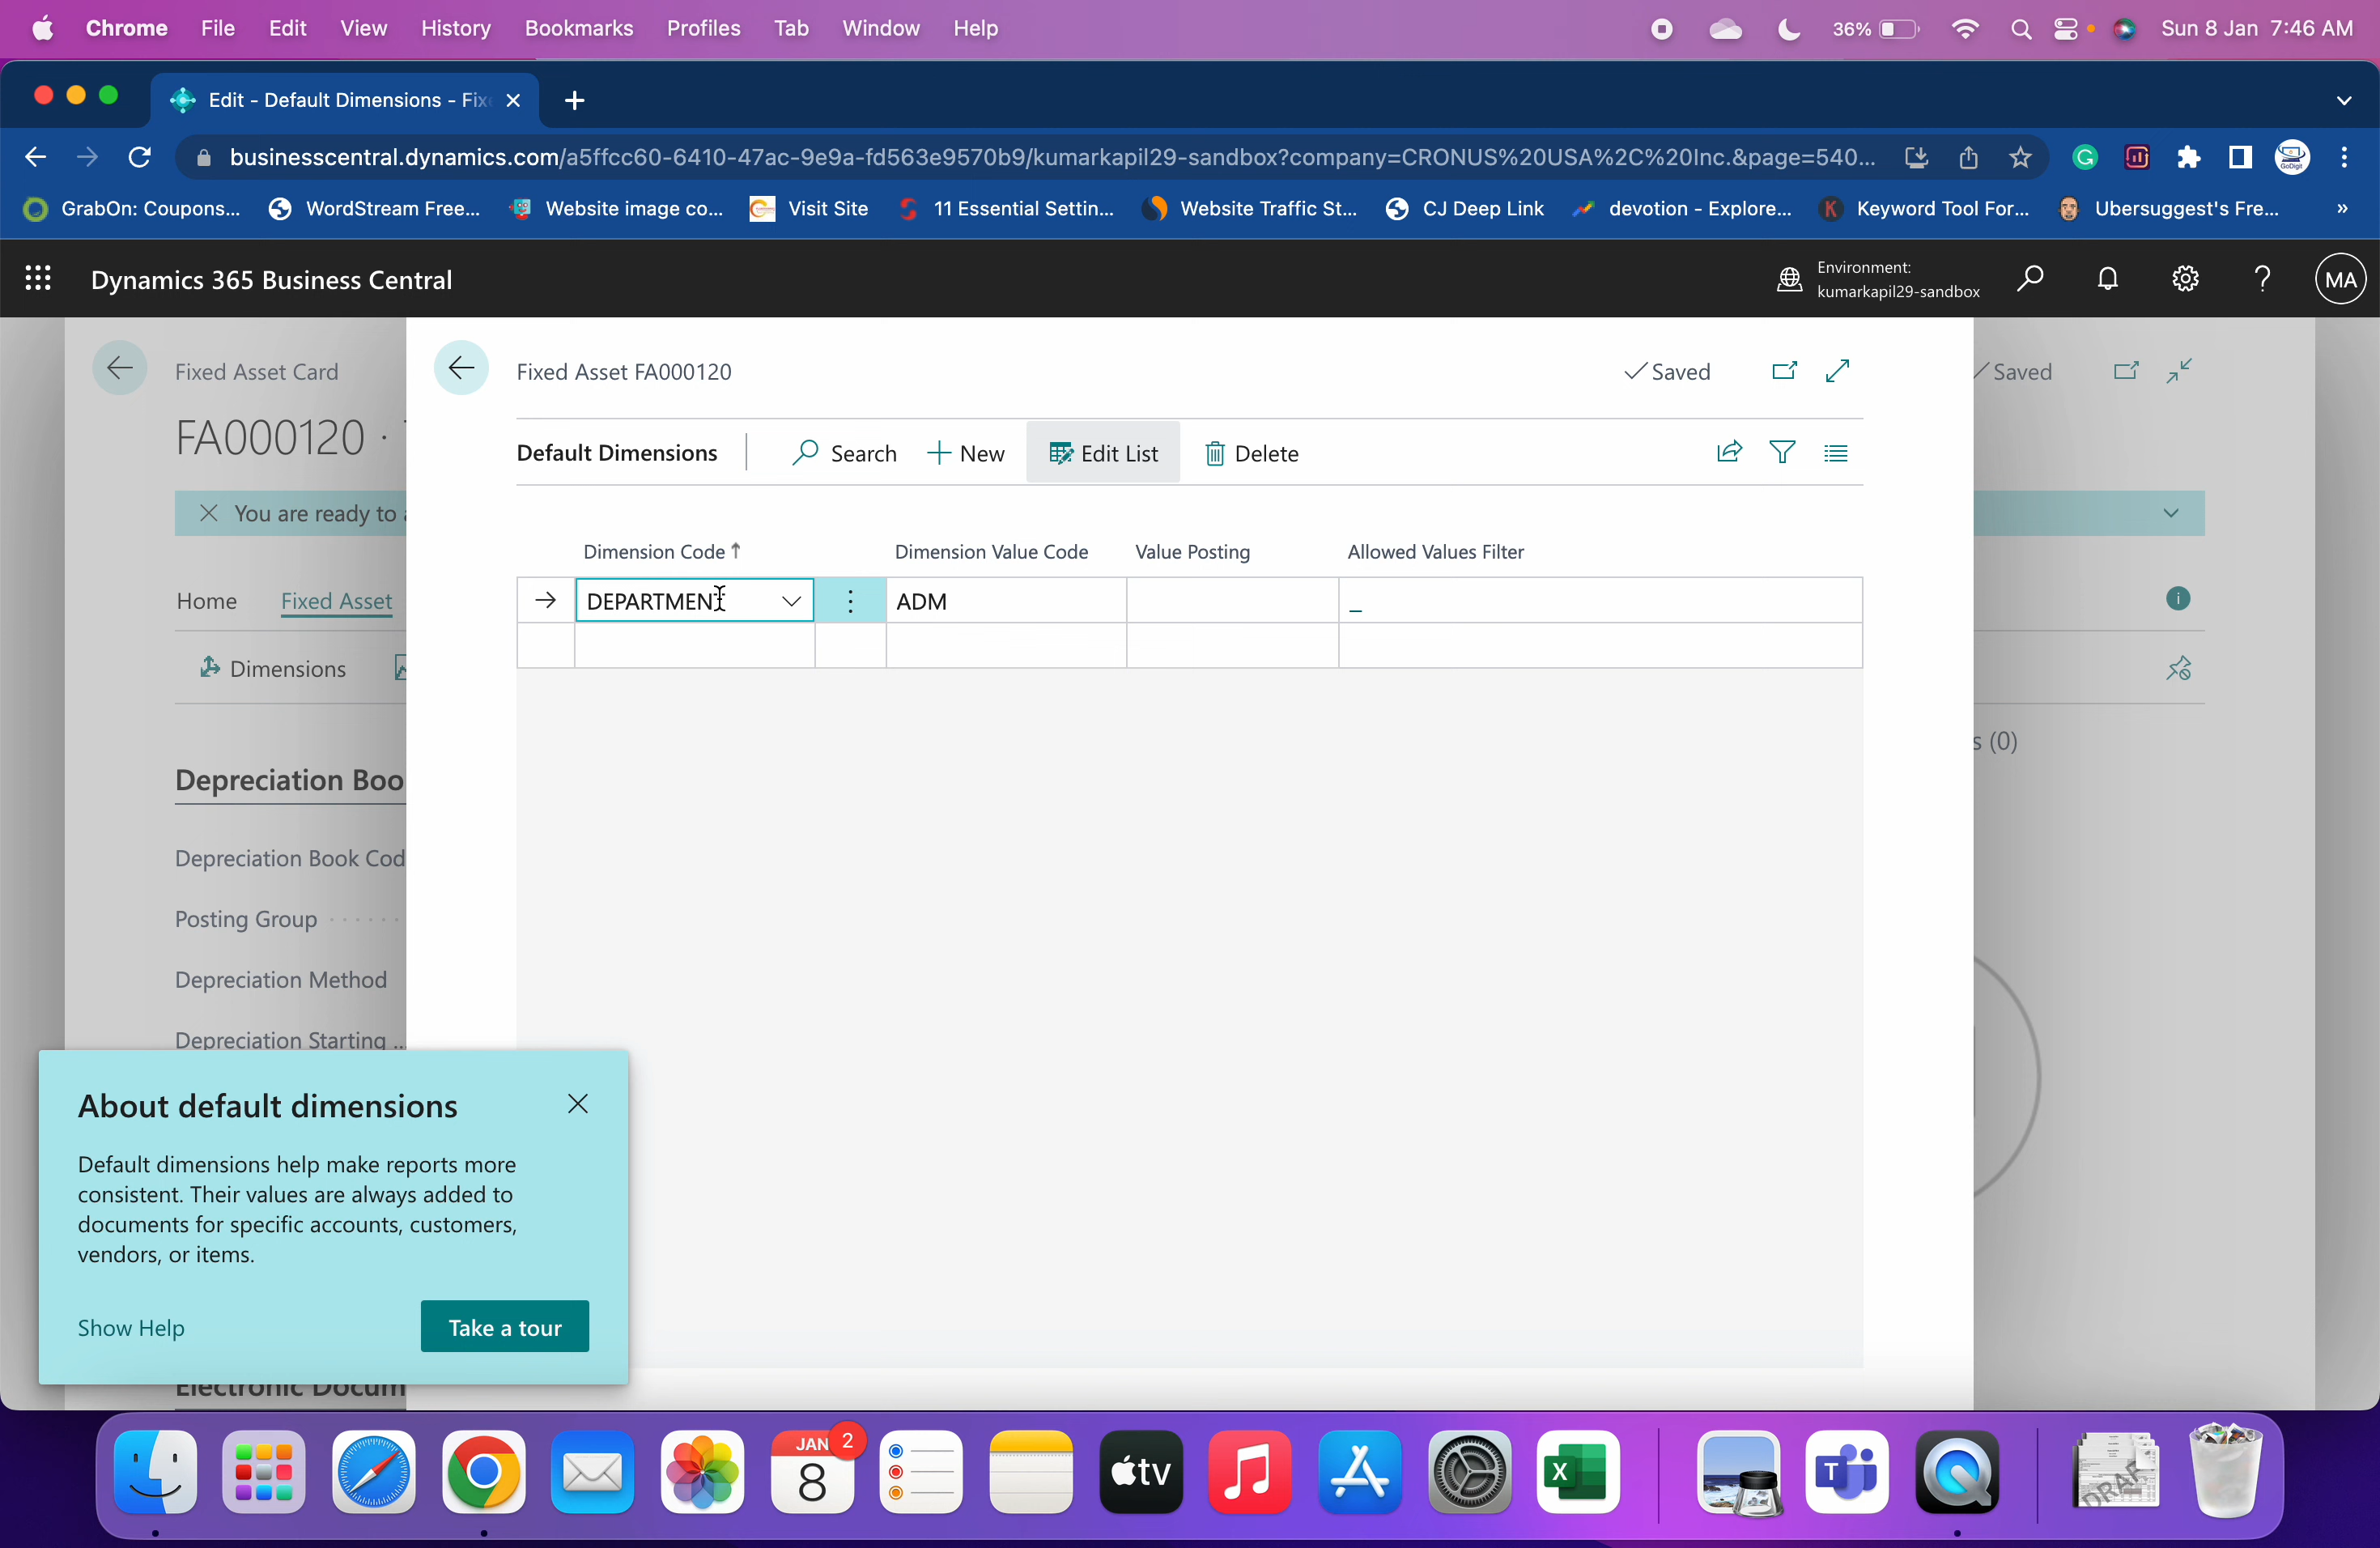 Chrome File Edit View History Bookmarks Profiles Tab Window Help 36% Sun 8 Jan 7:46 AM
Edit - Default Dimensions - Fix
businesscentral.dynamics.com/a5ffcc60-6410-47ac-9e9a-fd563e9570b9/kumarkapil29-sandbox?company=CRONUS%20USA%2C%20Inc.&page=540...
GrabOn: Coupons... WordStream Free... Website image co... Visit Site 11 Essential Settin... Website Traffic St... CJ Deep Link devotion - Explore... Keyword Tool For... Ubersuggest's Fre... »
Dynamics 365 Business Central
Environment:
kumarkapil29-sandbox
MA
Fixed Asset Card
Fixed Asset FA000120
Saved
Saved
FA000120 ·
Default Dimensions Search New Edit List Delete
You are ready to
Dimension Code ↑ Dimension Value Code Value Posting Allowed Values Filter
Home Fixed Asset
DEPARTMENT ADM _
Dimensions
s (0)
Depreciation Boo
Depreciation Book Cod
Posting Group
Depreciation Method
Depreciation Starting ...
About default dimensions
Default dimensions help make reports more
consistent. Their values are always added to
documents for specific accounts, customers,
vendors, or items.
Show Help Take a tour
Electronic Docum
JAN 2
8
tv
X
T
DRAF